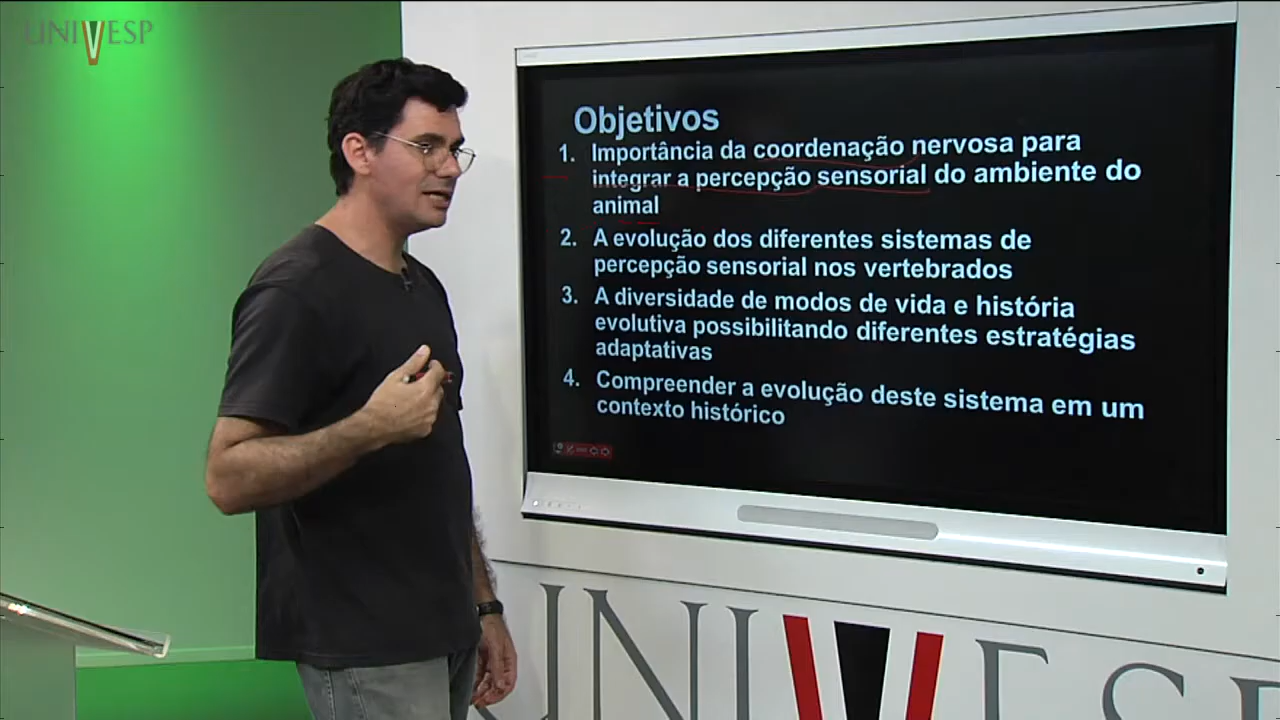 UNIVESP
Objetivos
1. Importância da coordenação nervosa para
integrar a percepção sensorial do ambiente do
animal
2. A evolução dos diferentes sistemas de
percepção sensorial nos vertebrados
3. A diversidade de modos de vida e história
evolutiva possibilitando diferentes estratégias
adaptativas
4. Compreender a evolução deste sistema em um
contexto histórico
UNIVESP